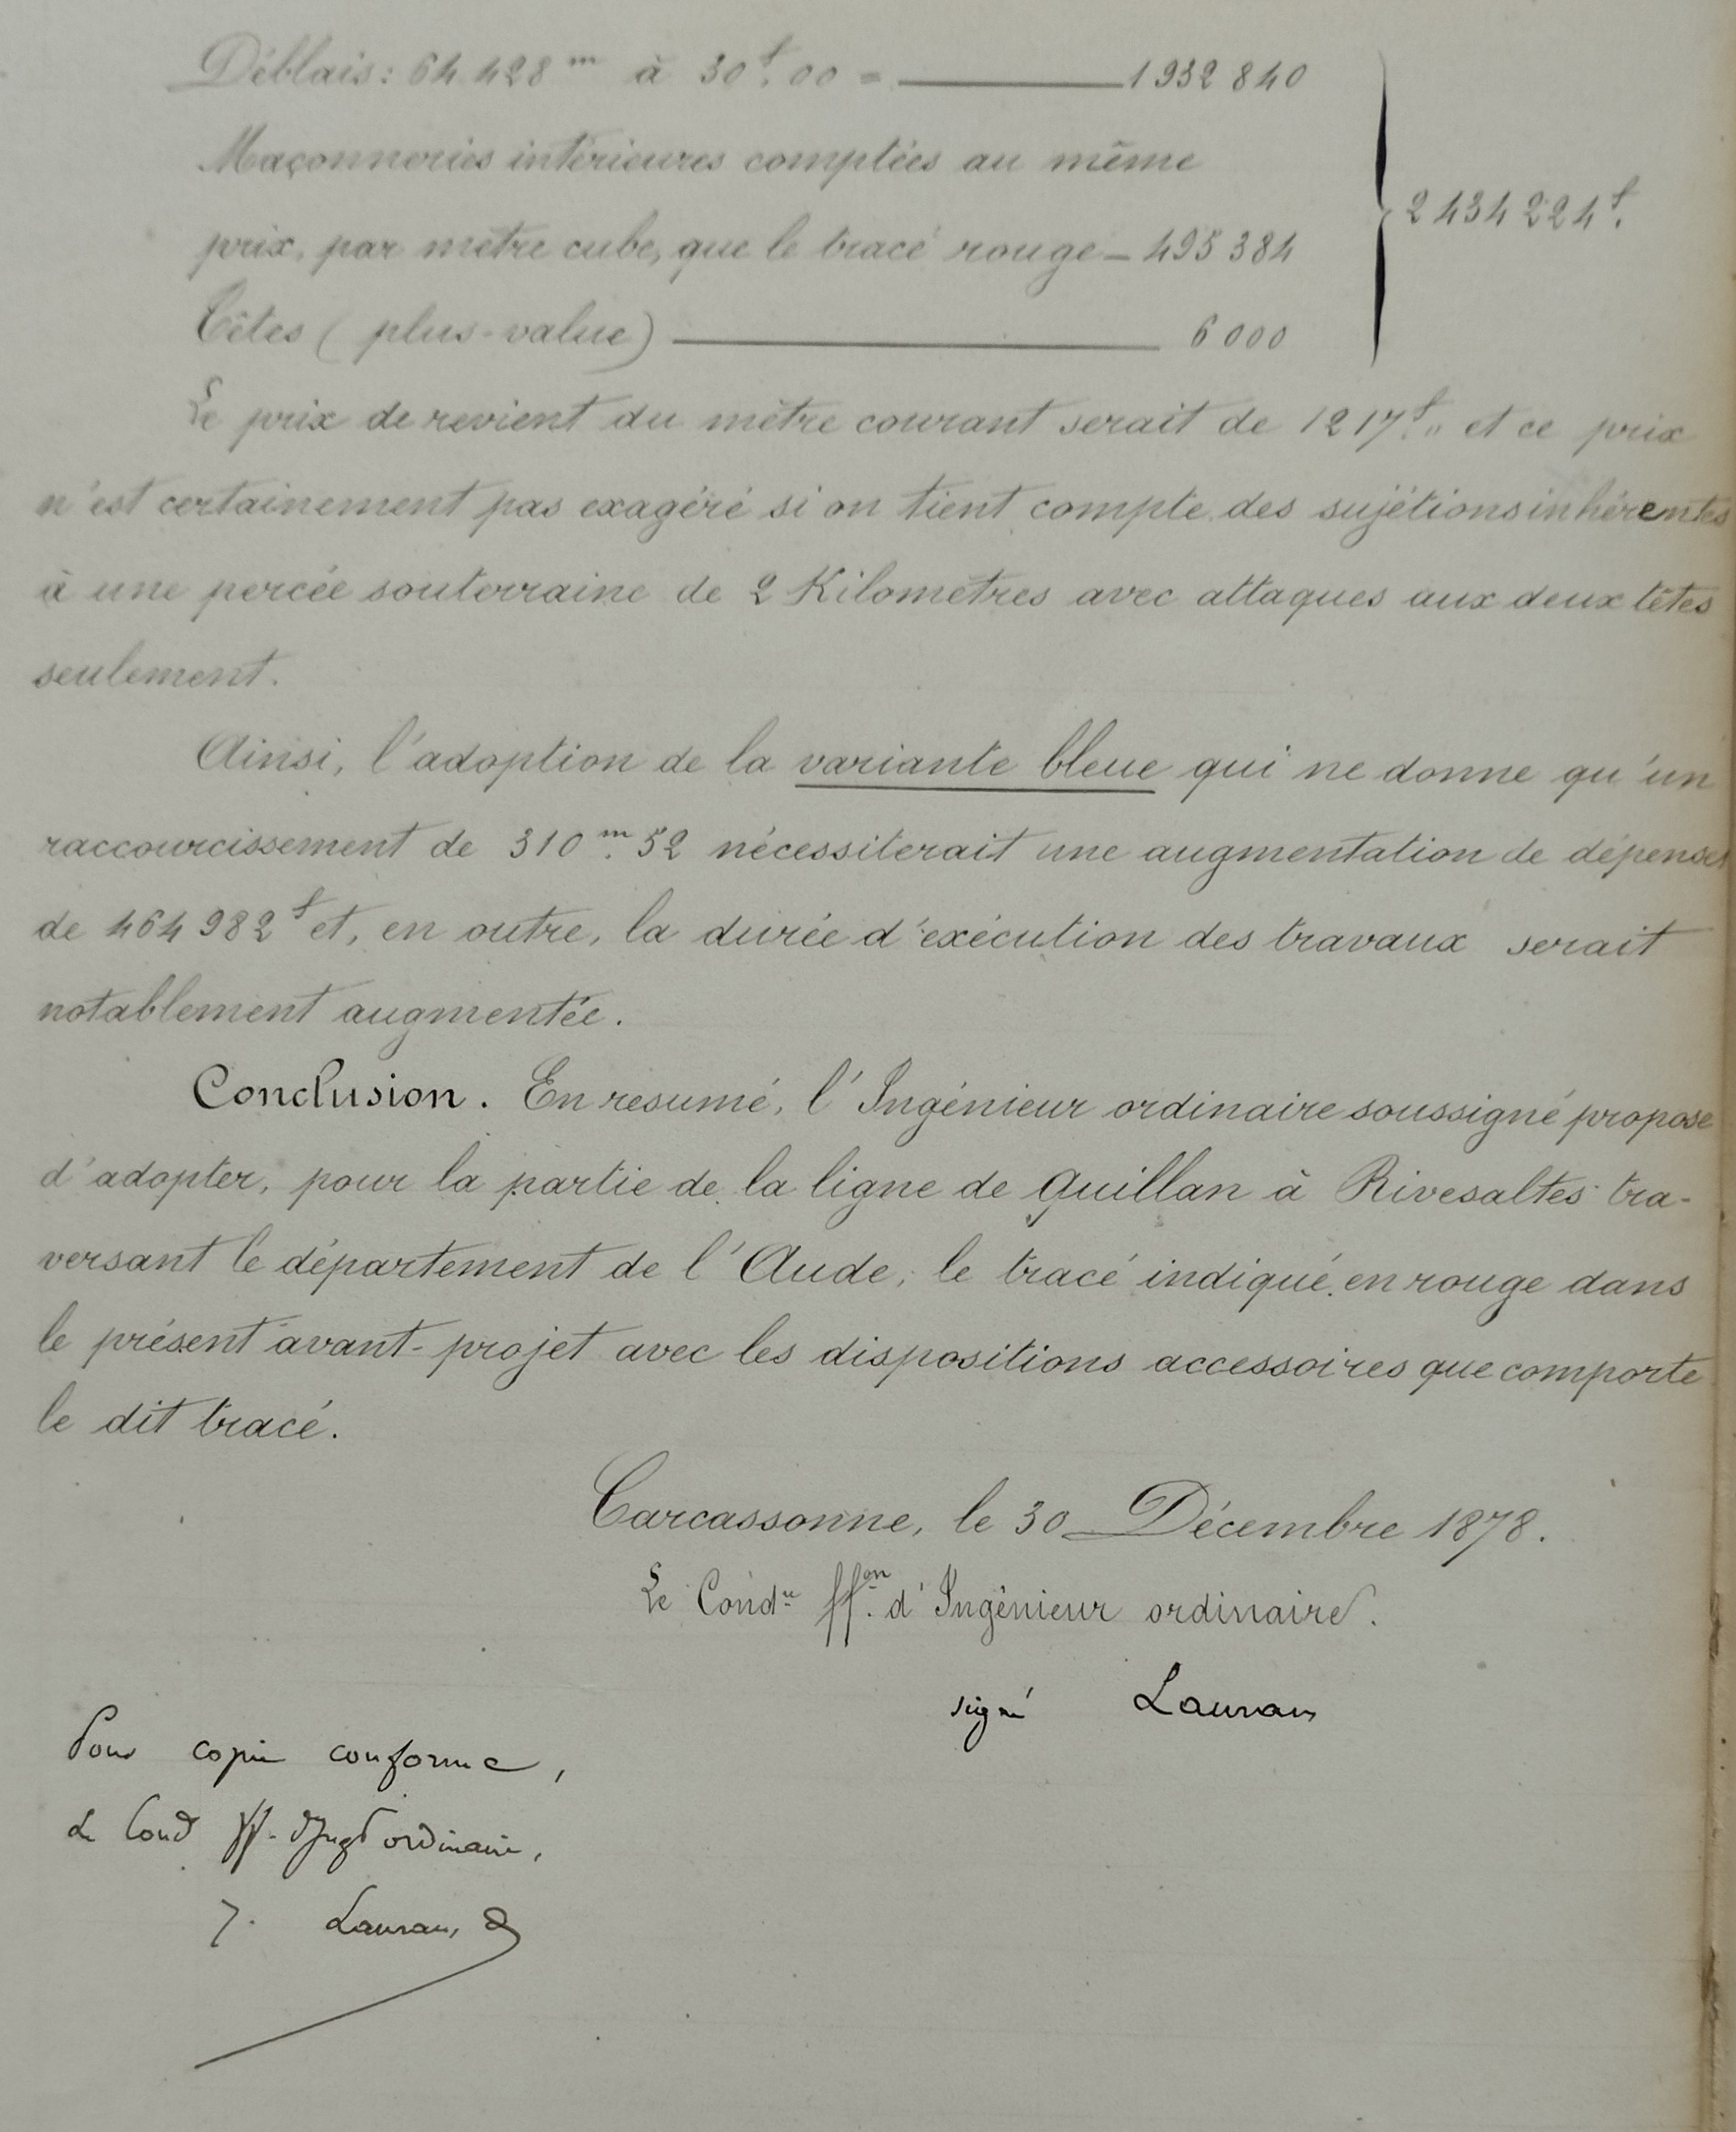 Déblais: 64 428 m à 30 f. 00 = 1 932 840
Maçonneries intérieures comptées au même
prix, par mètre cube, que le tracé rouge — 495 384
2 434 224 f.
Têtes (plus-value) 6 000
Le prix de revient du mètre courant serait de 1217 f. " et ce prix
n'est certainement pas exagéré si on tient compte des sujétions inhérentes
à une percée souterraine de 2 Kilomètres avec attaques aux deux têtes
seulement.
Ainsi, l'adoption de la variante bleue qui ne donne qu'un
raccourcissement de 310 m. 52 nécessiterait une augmentation de dépenses
de 464 982 f et, en outre, la durée d'exécution des travaux serait
notablement augmentée.
Conclusion. En resumé, l'Ingénieur ordinaire soussigné propose
d'adopter, pour la partie de la ligne de Quillan à Rivesaltes tra-
versant le département de l'Aude, le tracé indiqué en rouge dans
le présent avant-projet avec les dispositions accessoires que comporte
le dit tracé.
Carcassonne, le 30 Décembre 1878.
Le Cond.r ff.on d'Ingénieur ordinaire.
signé Lauran
Pour copie conforme,
Le Cond ff. d'Ing ordinaire,
J. Lauran